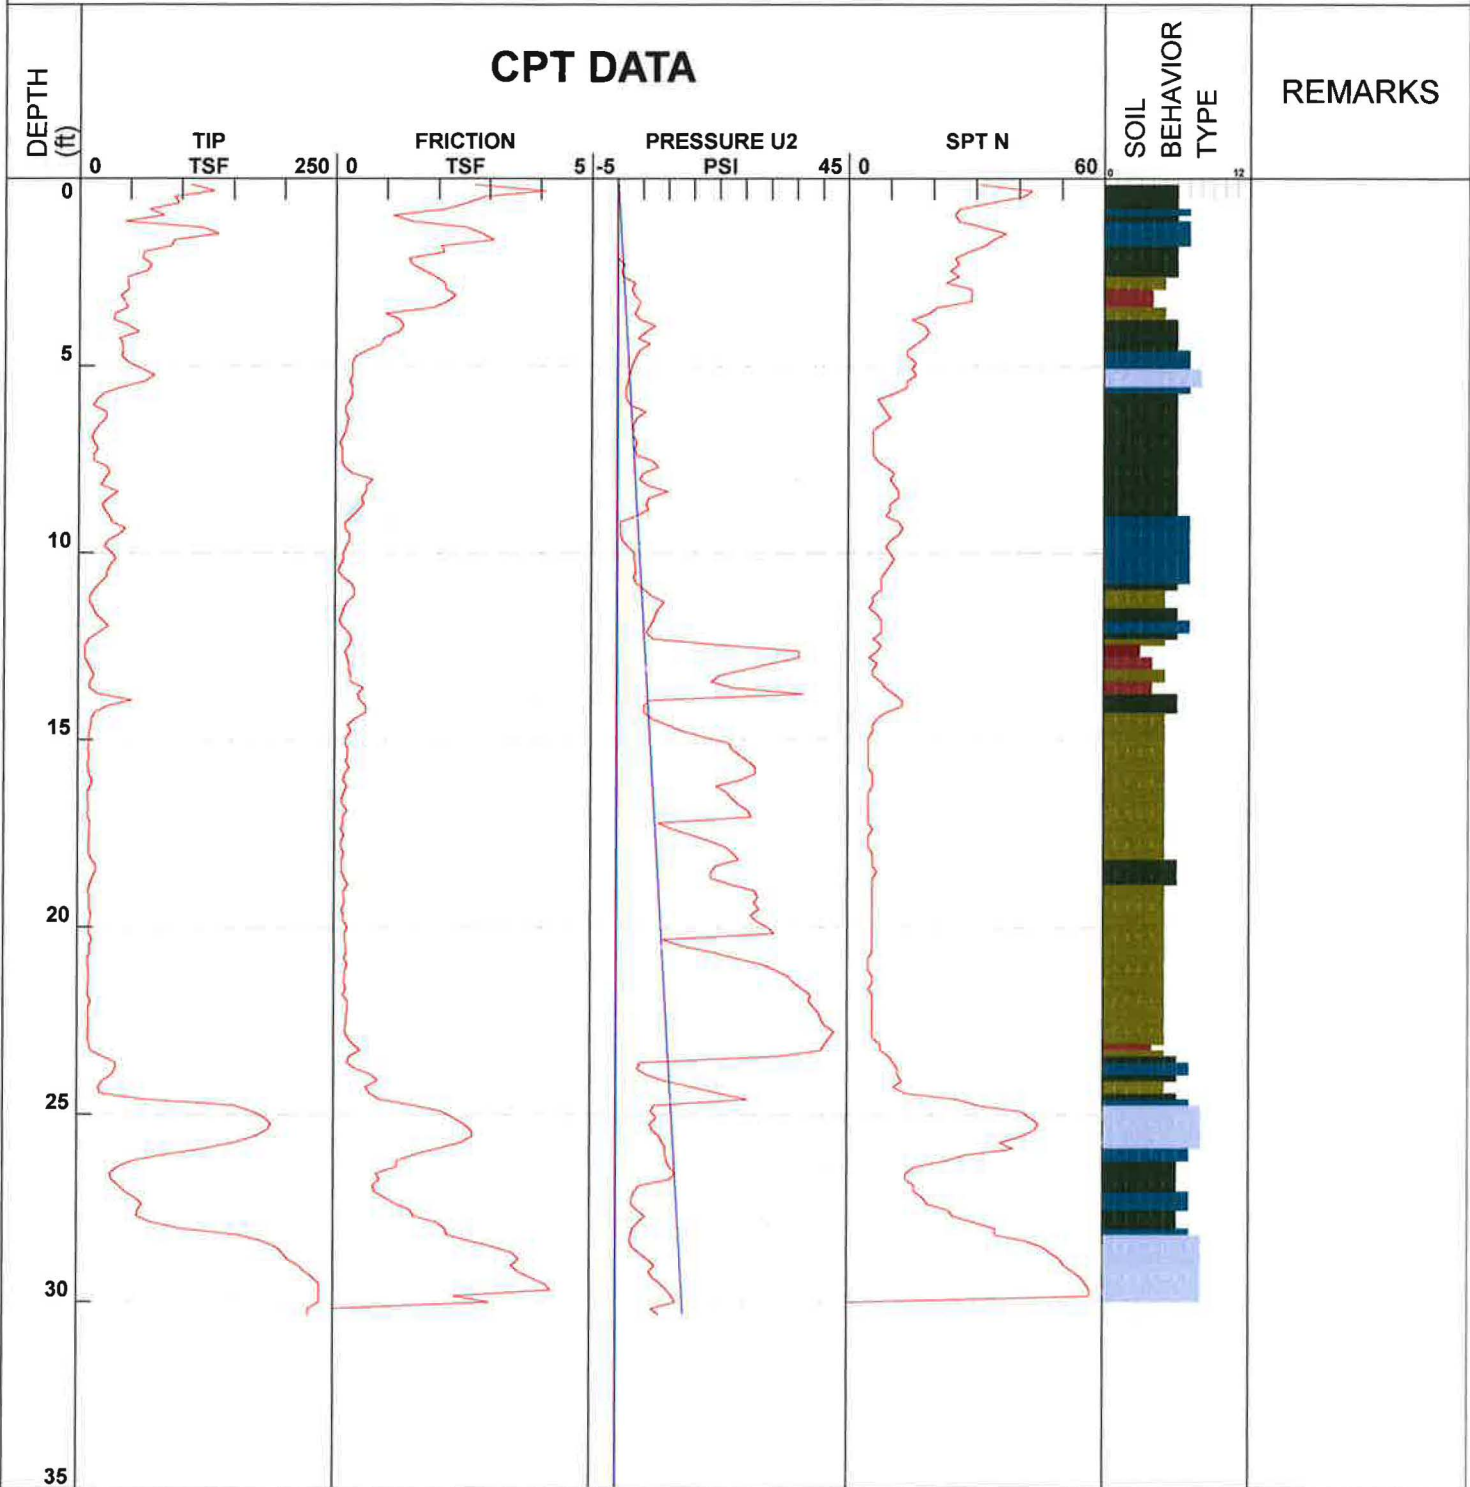 CPT DATA
DEPTH
(ft)
TIP
TSF
0 250
FRICTION
TSF
0 5
PRESSURE U2
PSI
-5 45
SPT N
0 60
SOIL
BEHAVIOR
TYPE
0 12
REMARKS
0
5
10
15
20
25
30
35